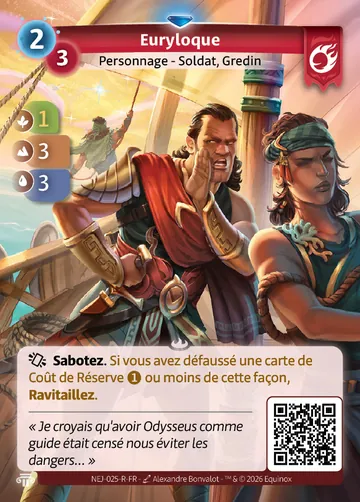 2
Euryloque
3
Personnage - Soldat, Gredin
1
3
3
Sabotez. Si vous avez défaussé une carte de
Coût de Réserve 1 ou moins de cette façon,
Ravitaillez.
« Je croyais qu'avoir Odysseus comme
guide était censé nous éviter les
dangers... »
NEJ-025-R-FR - Alexandre Bonvalot - ™ & © 2026 Equinox